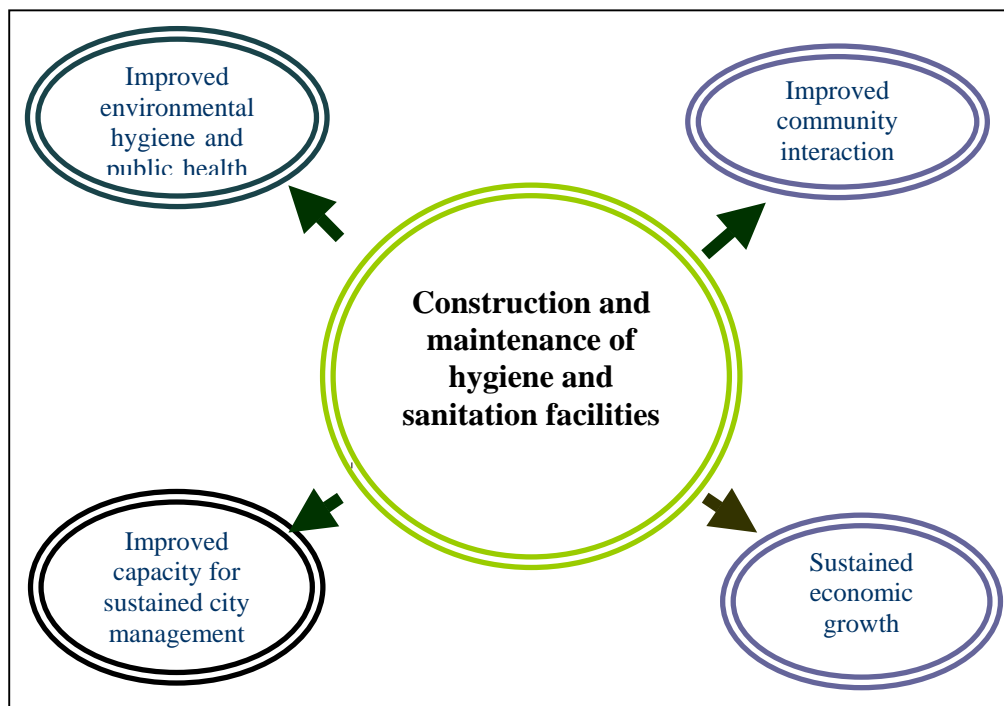 Improved
environmental
hygiene and
public health
Improved
community
interaction
Construction and
maintenance of
hygiene and
sanitation facilities
Improved
capacity for
sustained city
management
Sustained
economic
growth